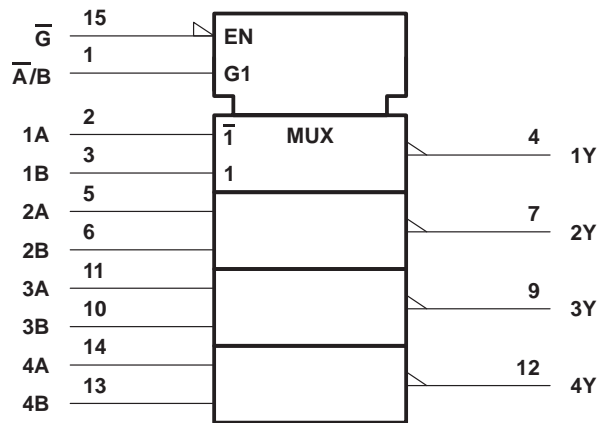 G̅ 15 EN
A̅/B 1 G1
1A 2 1̅ MUX 4 1Y
1B 3 1
2A 5 7 2Y
2B 6
3A 11 9 3Y
3B 10
4A 14 12 4Y
4B 13